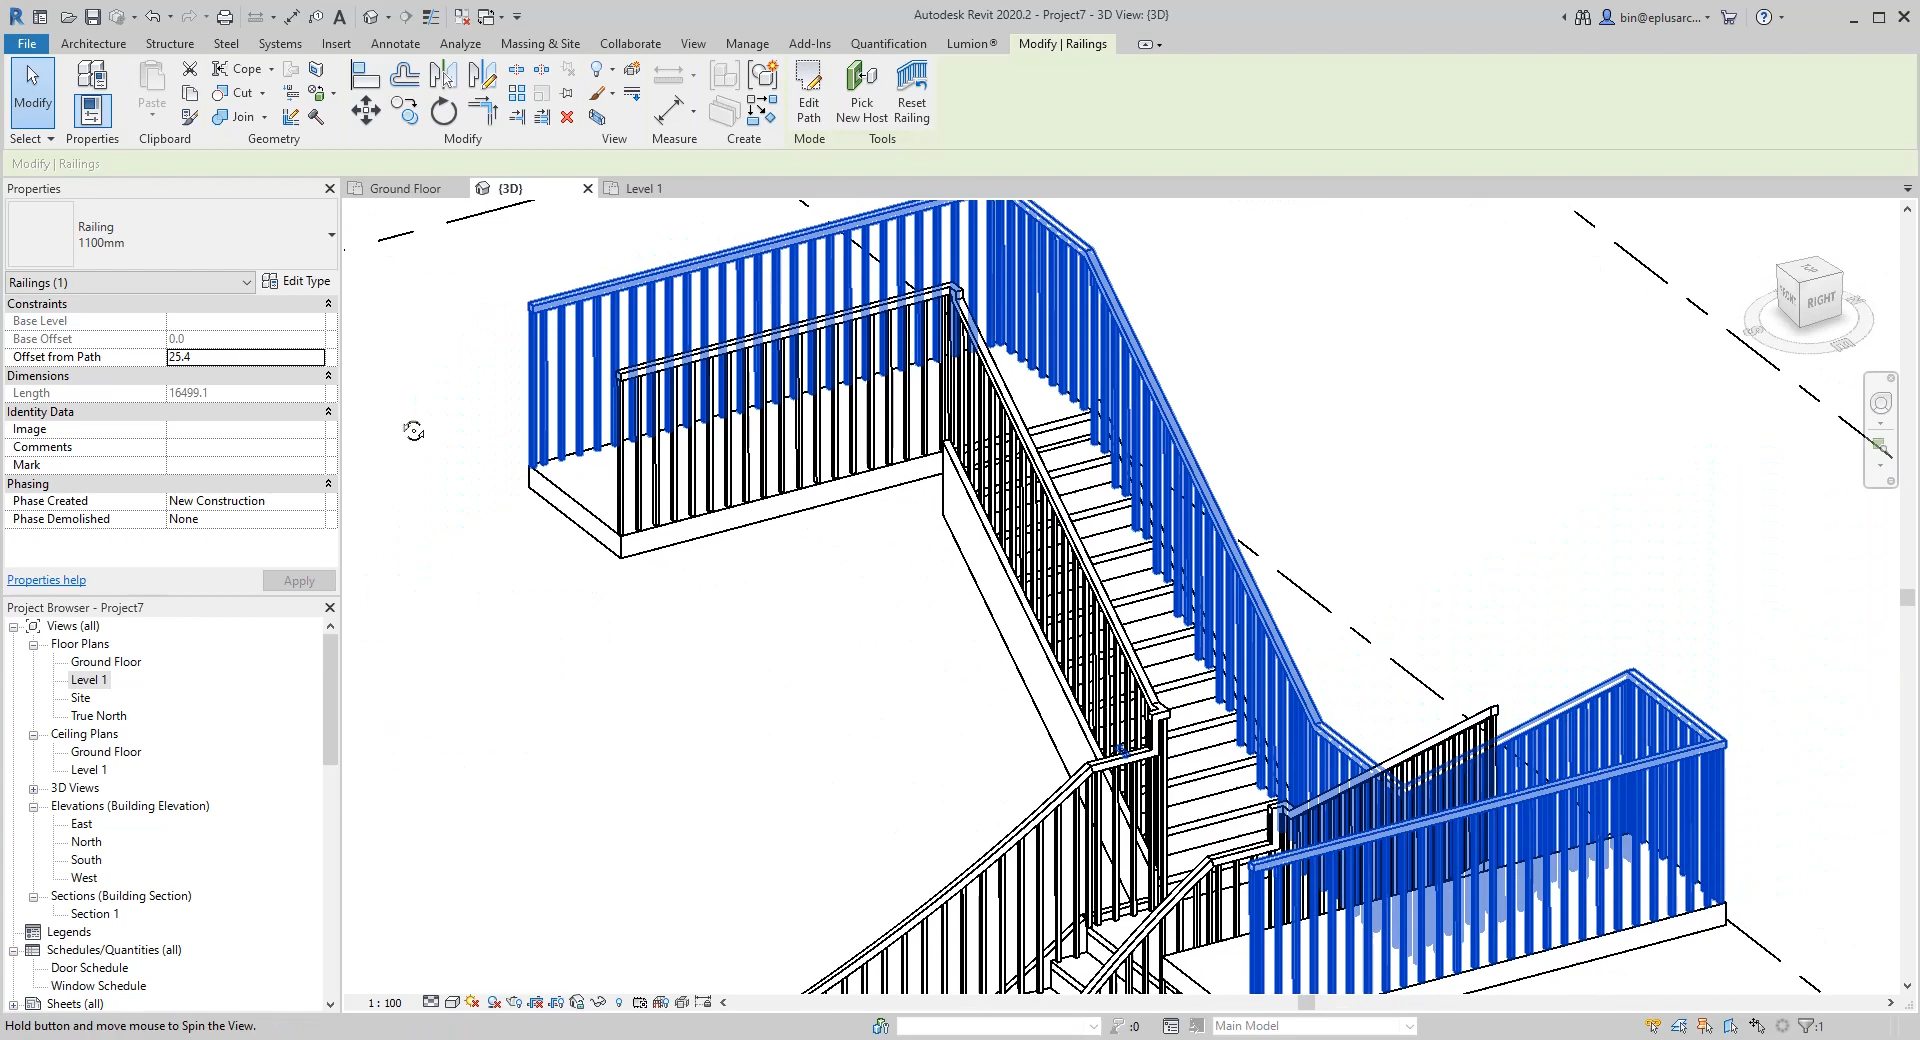 Autodesk Revit 2020.2 - Project7 - 3D View: {3D}
bin@eplusarc...
File Architecture Structure Steel Systems Insert Annotate Analyze Massing & Site Collaborate View Manage Add-Ins Quantification Lumion® Modify | Railings
Modify
Select
Properties
Paste
Clipboard
Cope
Cut
Join
Geometry
Modify
View
Measure
Create
Edit Path
Mode
Pick New Host
Reset Railing
Tools
Modify | Railings
Properties
Ground Floor
{3D}
Level 1
Railing
1100mm
Railings (1)
Edit Type
Constraints
Base Level
Base Offset 0.0
Offset from Path 25.4
Dimensions
Length 16499.1
Identity Data
Image
Comments
Mark
Phasing
Phase Created New Construction
Phase Demolished None
Properties help
Apply
Project Browser - Project7
Views (all)
Floor Plans
Ground Floor
Level 1
Site
True North
Ceiling Plans
Ground Floor
Level 1
3D Views
Elevations (Building Elevation)
East
North
South
West
Sections (Building Section)
Section 1
Legends
Schedules/Quantities (all)
Door Schedule
Window Schedule
Sheets (all)
TOP
FRONT
RIGHT
1 : 100
Hold button and move mouse to Spin the View.
:0
Main Model
:1